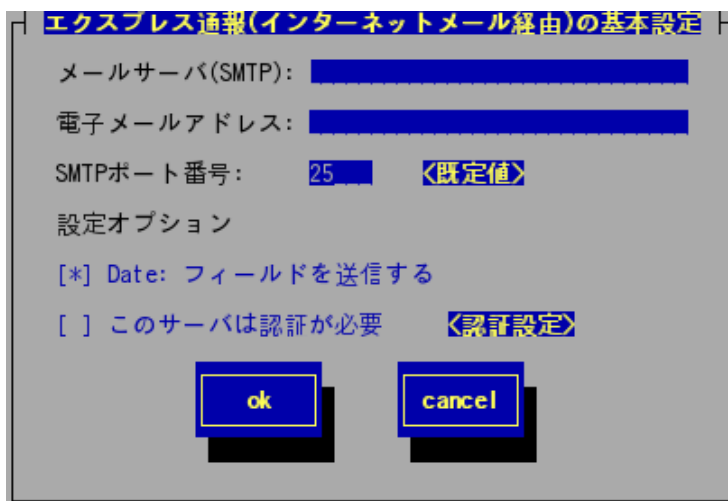 エクスプレス通報(インターネットメール経由)の基本設定
メールサーバ(SMTP):
電子メールアドレス:
SMTPポート番号: 25 <既定値>
設定オプション
[*] Date: フィールドを送信する
[ ] このサーバは認証が必要 <認証設定>
ok cancel